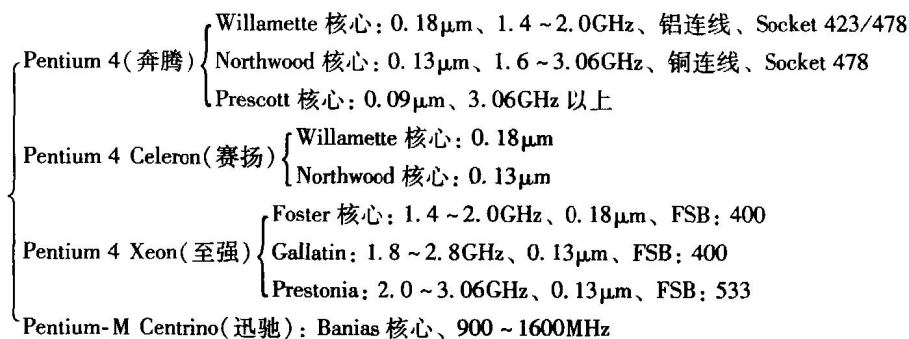 Willamette 核心: 0.18μm、1.4~2.0GHz、铝连线、Socket 423/478
Pentium 4(奔腾) Northwood 核心: 0.13μm、1.6~3.06GHz、铜连线、Socket 478
Prescott 核心: 0.09μm、3.06GHz 以上
Willamette 核心: 0.18μm
Pentium 4 Celeron(赛扬)
Northwood 核心: 0.13μm
Foster 核心: 1.4~2.0GHz、0.18μm、FSB: 400
Pentium 4 Xeon(至强) Gallatin: 1.8~2.8GHz、0.13μm、FSB: 400
Prestonia: 2.0~3.06GHz、0.13μm、FSB: 533
Pentium-M Centrino(迅驰): Banias 核心、900~1600MHz